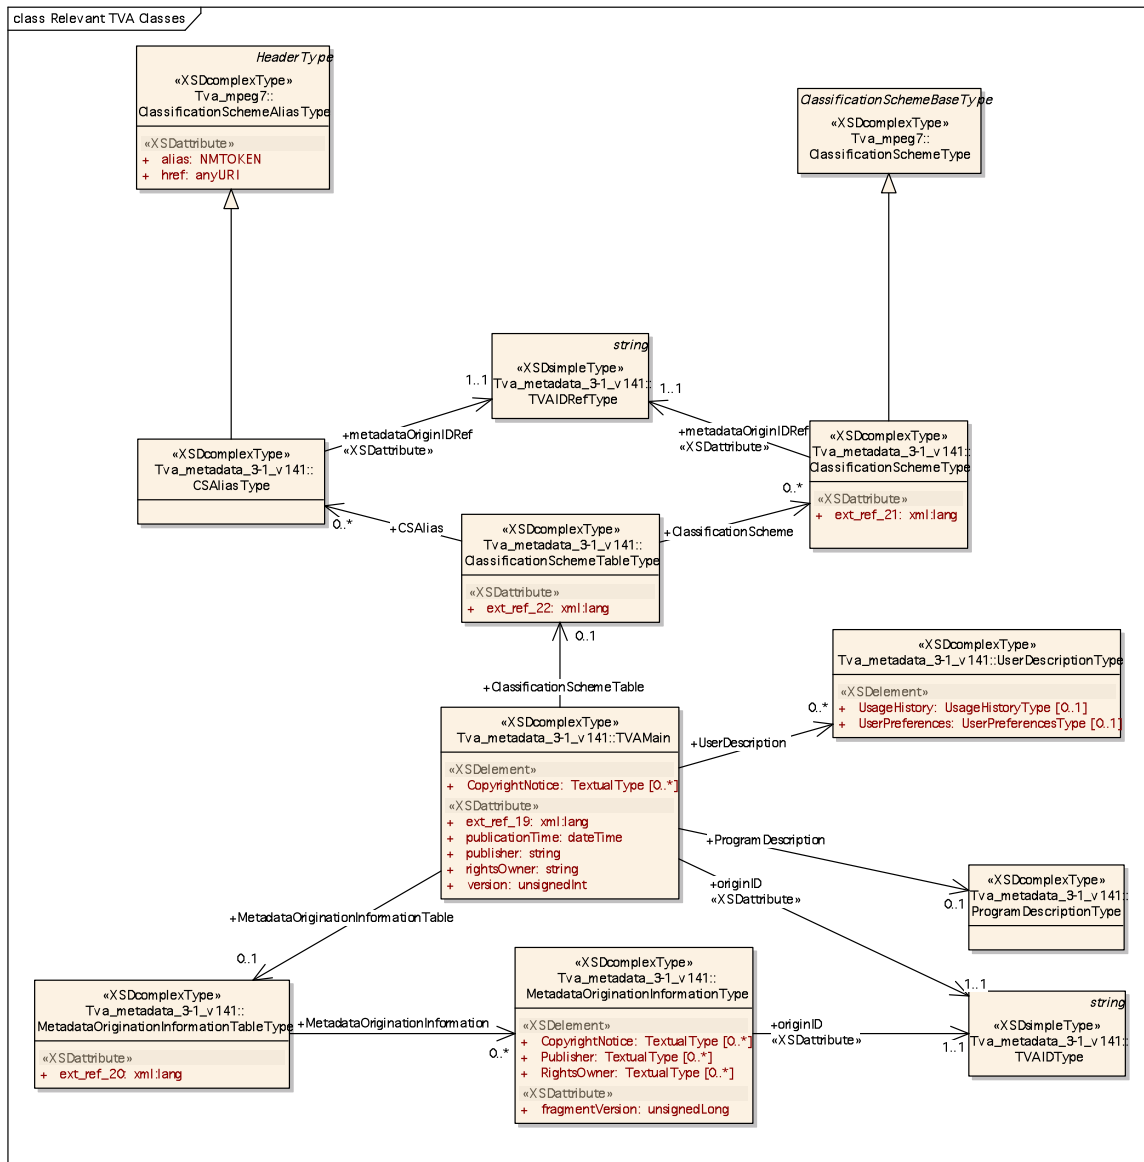 class Relevant TVA Classes
HeaderType
«XSDcomplexType»
Tva_mpeg7::
ClassificationSchemeAliasType
«XSDattribute»
+ alias: NMTOKEN
+ href: anyURI
ClassificationSchemeBaseType
«XSDcomplexType»
Tva_mpeg7::
ClassificationSchemeType
string
«XSDsimpleType»
Tva_metadata_3-1_v141::
TVAIDRefType
1..1
1..1
+metadataOriginIDRef
«XSDattribute»
+metadataOriginIDRef
«XSDattribute»
«XSDcomplexType»
Tva_metadata_3-1_v141::
CSAliasType
«XSDcomplexType»
Tva_metadata_3-1_v141::
ClassificationSchemeType
«XSDattribute»
+ ext_ref_21: xml:lang
0..*
+CSAlias
0..*
+ClassificationScheme
«XSDcomplexType»
Tva_metadata_3-1_v141::
ClassificationSchemeTableType
«XSDattribute»
+ ext_ref_22: xml:lang
0..1
+ClassificationSchemeTable
«XSDcomplexType»
Tva_metadata_3-1_v141::UserDescriptionType
«XSDelement»
+ UsageHistory: UsageHistoryType [0..1]
+ UserPreferences: UserPreferencesType [0..1]
0..*
+UserDescription
«XSDcomplexType»
Tva_metadata_3-1_v141::TVAMain
«XSDelement»
+ CopyrightNotice: TextualType [0..*]
«XSDattribute»
+ ext_ref_19: xml:lang
+ publicationTime: dateTime
+ publisher: string
+ rightsOwner: string
+ version: unsignedInt
+ProgramDescription
0..1
«XSDcomplexType»
Tva_metadata_3-1_v141::
ProgramDescriptionType
+originID
«XSDattribute»
1..1
+MetadataOriginationInformationTable
0..1
«XSDcomplexType»
Tva_metadata_3-1_v141::
MetadataOriginationInformationTableType
«XSDattribute»
+ ext_ref_20: xml:lang
+MetadataOriginationInformation
0..*
«XSDcomplexType»
Tva_metadata_3-1_v141::
MetadataOriginationInformationType
«XSDelement»
+ CopyrightNotice: TextualType [0..*]
+ Publisher: TextualType [0..*]
+ RightsOwner: TextualType [0..*]
«XSDattribute»
+ fragmentVersion: unsignedLong
+originID
«XSDattribute»
1..1
string
«XSDsimpleType»
Tva_metadata_3-1_v141::
TVAIDType